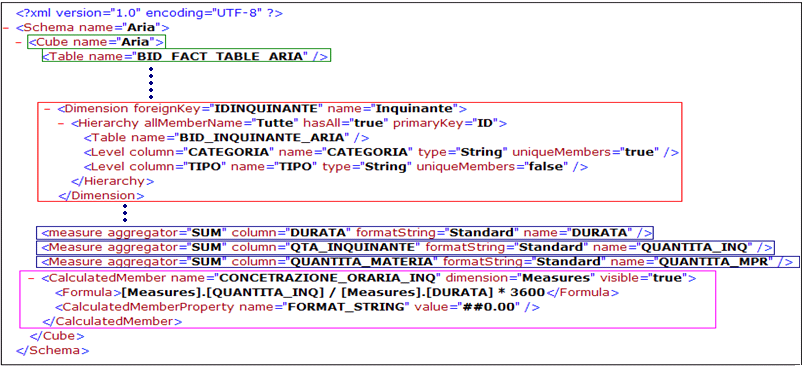 <?xml version="1.0" encoding="UTF-8" ?>
- <Schema name="Aria">
- <Cube name="Aria">
<Table name="BID_FACT_TABLE_ARIA" />
- <Dimension foreignKey="IDINQUINANTE" name="Inquinante">
- <Hierarchy allMemberName="Tutte" hasAll="true" primaryKey="ID">
<Table name="BID_INQUINANTE_ARIA" />
<Level column="CATEGORIA" name="CATEGORIA" type="String" uniqueMembers="true" />
<Level column="TIPO" name="TIPO" type="String" uniqueMembers="false" />
</Hierarchy>
</Dimension>
<measure aggregator="SUM" column="DURATA" formatString="Standard" name="DURATA" />
<Measure aggregator="SUM" column="QTA_INQUINANTE" formatString="Standard" name="QUANTITA_INQ" />
<Measure aggregator="SUM" column="QUANTITA_MATERIA" formatString="Standard" name="QUANTITA_MPR" />
- <CalculatedMember name="CONCETRAZIONE_ORARIA_INQ" dimension="Measures" visible="true">
<Formula>[Measures].[QUANTITA_INQ] / [Measures].[DURATA] * 3600</Formula>
<CalculatedMemberProperty name="FORMAT_STRING" value="##0.00" />
</CalculatedMember>
</Cube>
</Schema>